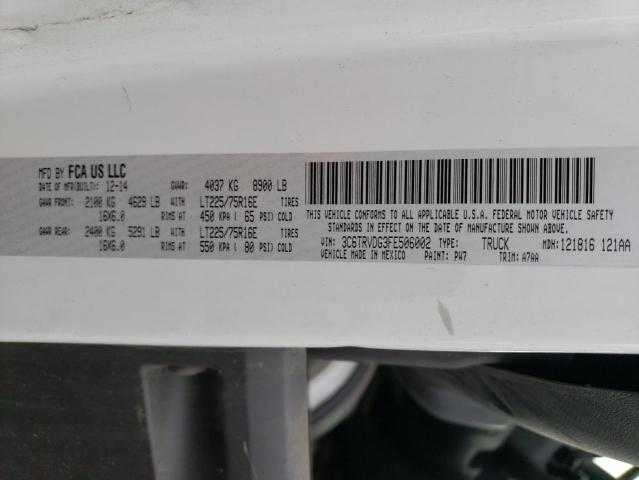 MFD BY FCA US LLC
DATE OF MFR(BUILT): 12-14 GVWR: 4037 KG 8900 LB
GAWR FRONT: 2100 KG 4629 LB WITH LT225/75R16E TIRES
16X6.0 RIMS AT 450 KPA ( 65 PSI) COLD
GAWR REAR: 2400 KG 5291 LB WITH LT225/75R16E TIRES
16X6.0 RIMS AT 550 KPA ( 80 PSI) COLD
THIS VEHICLE CONFORMS TO ALL APPLICABLE U.S.A. FEDERAL MOTOR VEHICLE SAFETY
STANDARDS IN EFFECT ON THE DATE OF MANUFACTURE SHOWN ABOVE.
VIN: 3C6TRVDG3FE506002 TYPE: TRUCK MDH: 121816 121AA
VEHICLE MADE IN MEXICO PAINT: PW7 TRIM: A7AA